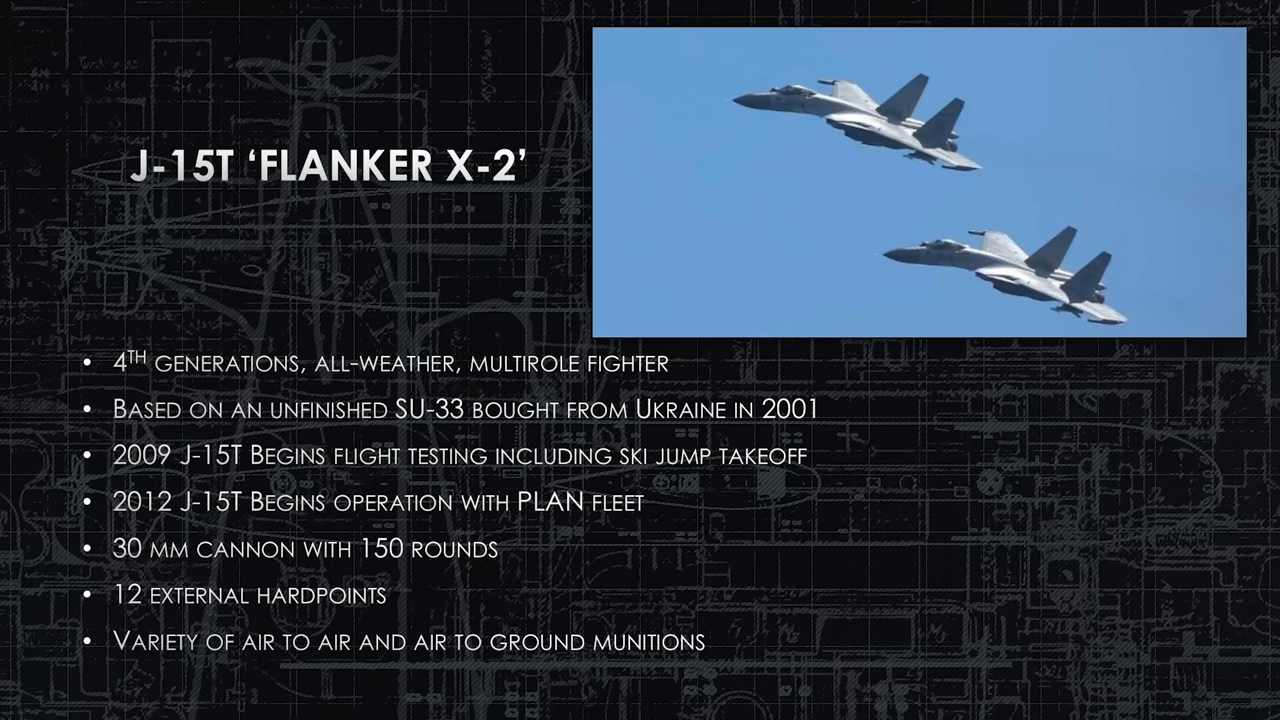 J-15T ‘FLANKER X-2’
• 4TH GENERATIONS, ALL-WEATHER, MULTIROLE FIGHTER
• BASED ON AN UNFINISHED SU-33 BOUGHT FROM UKRAINE IN 2001
• 2009 J-15T BEGINS FLIGHT TESTING INCLUDING SKI JUMP TAKEOFF
• 2012 J-15T BEGINS OPERATION WITH PLAN FLEET
• 30 MM CANNON WITH 150 ROUNDS
• 12 EXTERNAL HARDPOINTS
• VARIETY OF AIR TO AIR AND AIR TO GROUND MUNITIONS